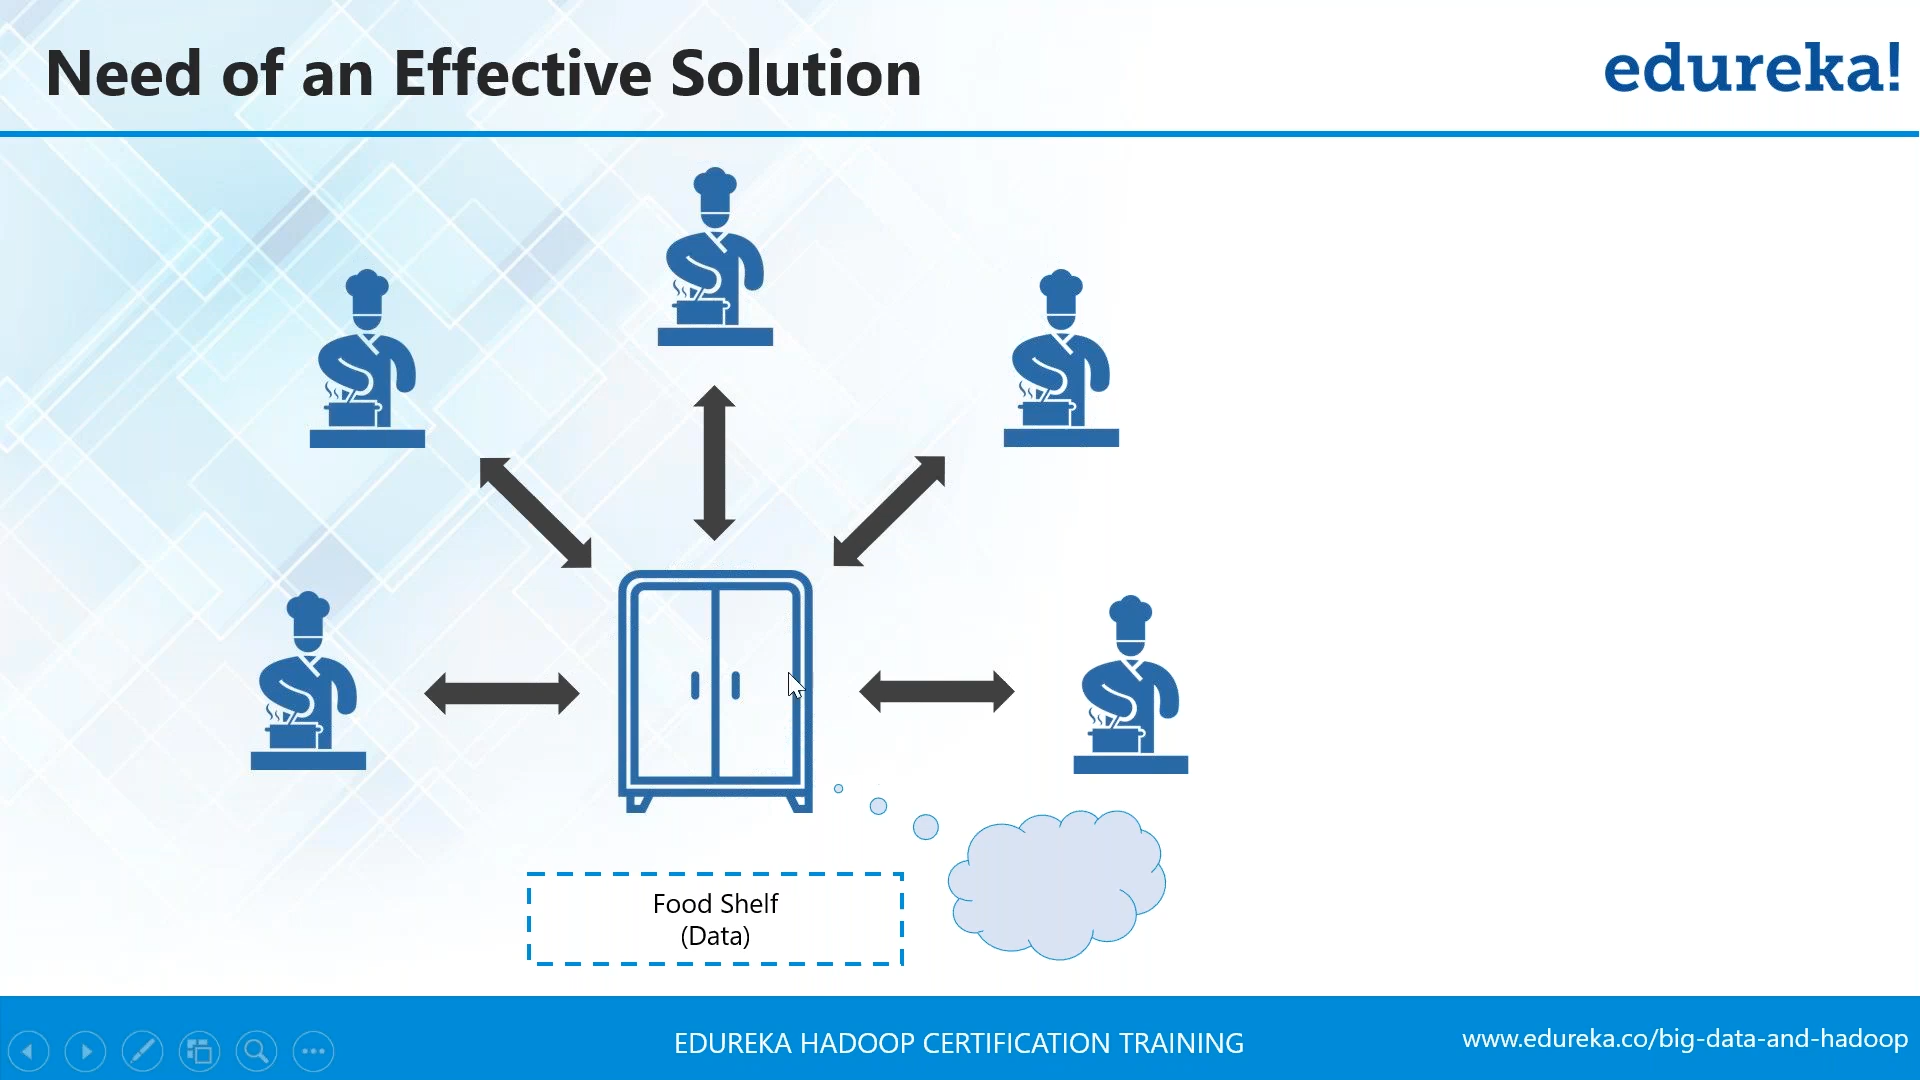 Need of an Effective Solution
edureka!
Food Shelf
(Data)
EDUREKA HADOOP CERTIFICATION TRAINING
www.edureka.co/big-data-and-hadoop